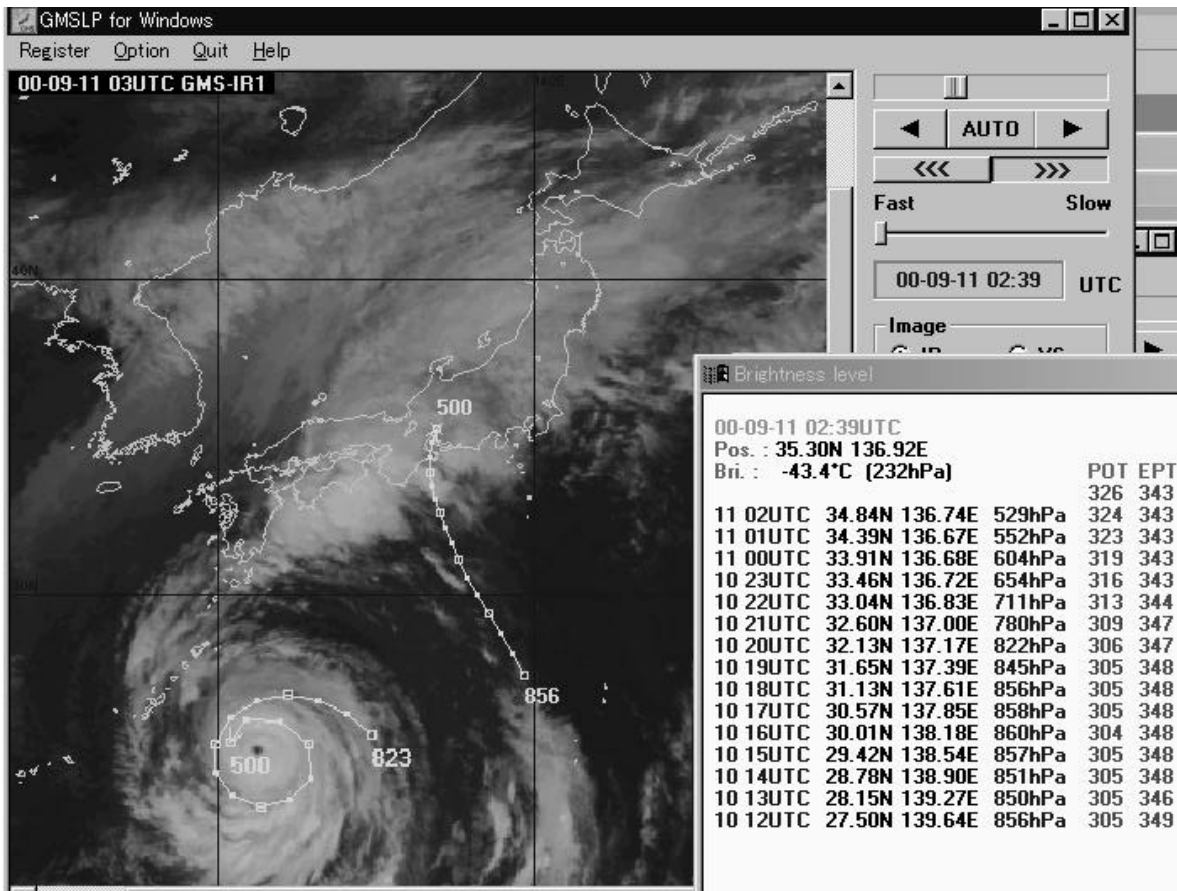 GMSLP for Windows
Register Option Quit Help
00-09-11 03UTC GMS-IR1
140E
AUTO
<<< >>>
Fast Slow
00-09-11 02:39 UTC
Image
40N
30N
500
856
500
823
Brightness level
00-09-11 02:39UTC
Pos. : 35.30N 136.92E
Bri. : -43.4°C (232hPa) POT EPT
326 343
11 02UTC 34.84N 136.74E 529hPa 324 343
11 01UTC 34.39N 136.67E 552hPa 323 343
11 00UTC 33.91N 136.68E 604hPa 319 343
10 23UTC 33.46N 136.72E 654hPa 316 343
10 22UTC 33.04N 136.83E 711hPa 313 344
10 21UTC 32.60N 137.00E 780hPa 309 347
10 20UTC 32.13N 137.17E 822hPa 306 347
10 19UTC 31.65N 137.39E 845hPa 305 348
10 18UTC 31.13N 137.61E 856hPa 305 348
10 17UTC 30.57N 137.85E 858hPa 305 348
10 16UTC 30.01N 138.18E 860hPa 304 348
10 15UTC 29.42N 138.54E 857hPa 305 348
10 14UTC 28.78N 138.90E 851hPa 305 348
10 13UTC 28.15N 139.27E 850hPa 305 346
10 12UTC 27.50N 139.64E 856hPa 305 349